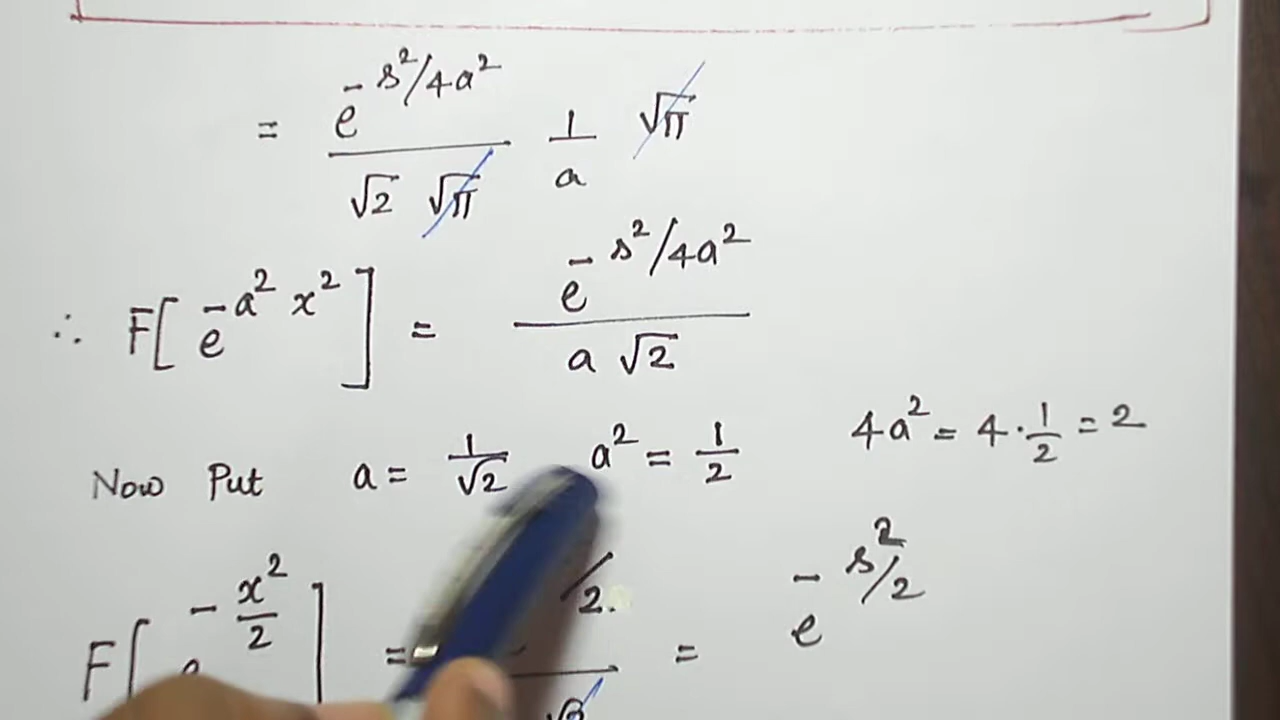 = e^{-s²/4a²} / √2 √π  1/a  √π
∴ F[e^{-a² x²}] = e^{-s²/4a²} / a √2
Now Put a = 1/√2  a² = 1/2  4a² = 4·1/2 = 2
F[e^{-x²/2}] = /2 = e^{-s²/2}